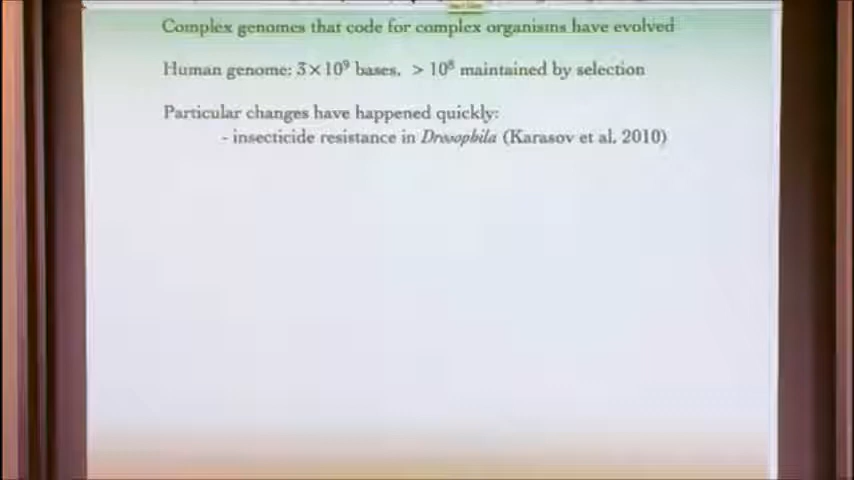 Complex genomes that code for complex organisms have evolved
Human genome: 3×10⁹ bases, > 10⁸ maintained by selection
Particular changes have happened quickly:
- insecticide resistance in Drosophila (Karasov et al. 2010)